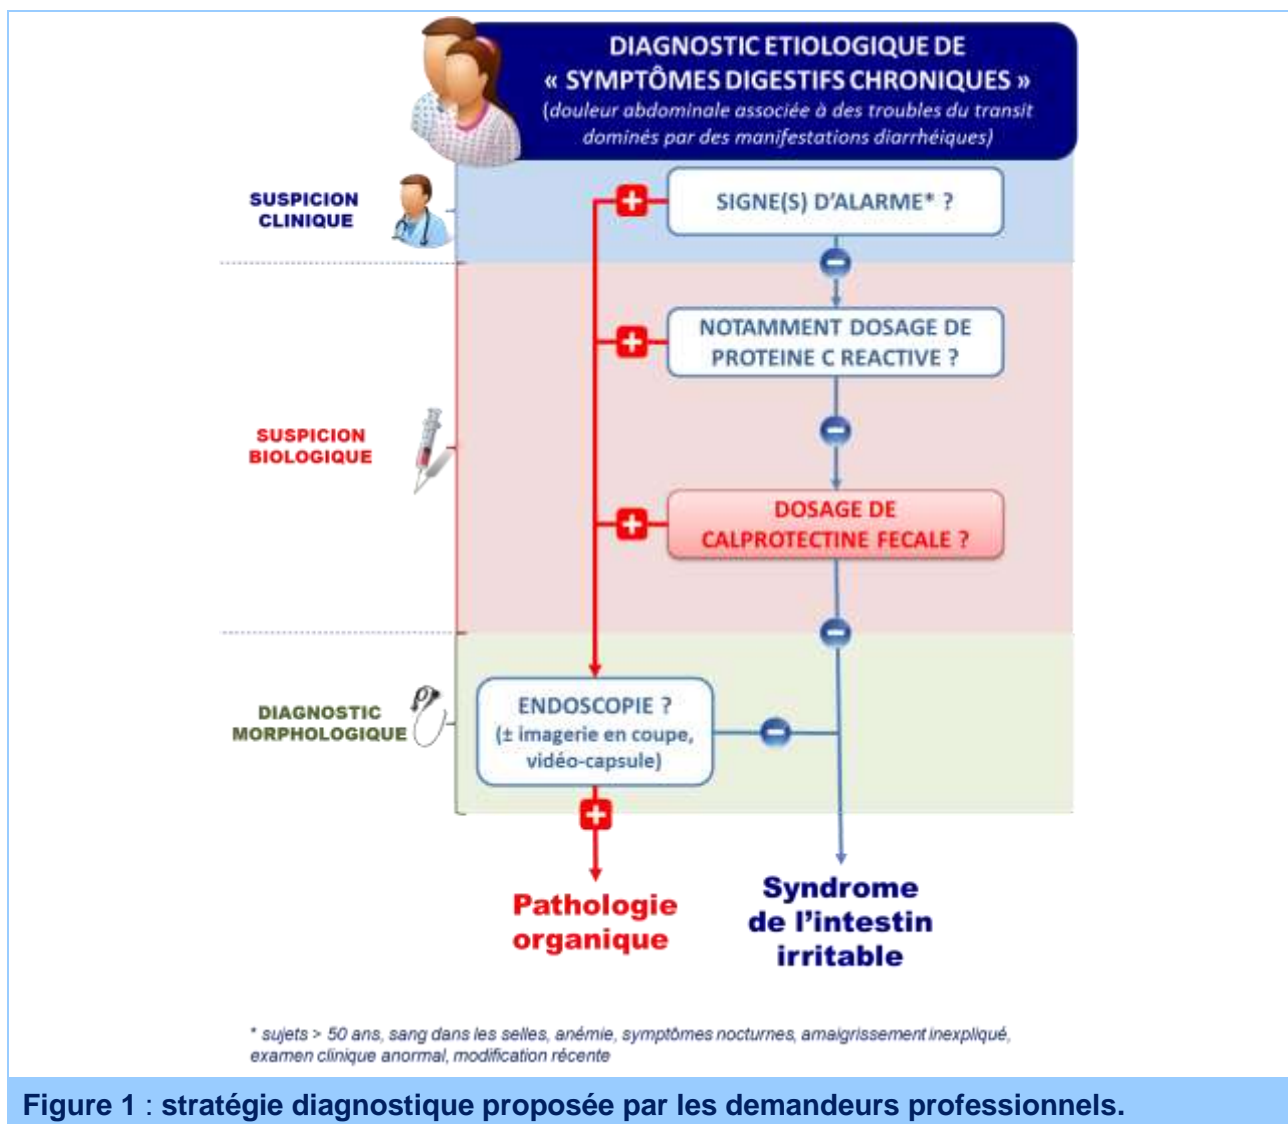 DIAGNOSTIC ETIOLOGIQUE DE
« SYMPTÔMES DIGESTIFS CHRONIQUES »
(douleur abdominale associée à des troubles du transit
dominés par des manifestations diarrhéiques)
SUSPICION
CLINIQUE
SIGNE(S) D'ALARME* ?
NOTAMMENT DOSAGE DE
PROTEINE C REACTIVE ?
SUSPICION
BIOLOGIQUE
DOSAGE DE
CALPROTECTINE FECALE ?
DIAGNOSTIC
MORPHOLOGIQUE
ENDOSCOPIE ?
(± imagerie en coupe,
vidéo-capsule)
Pathologie
organique
Syndrome
de l'intestin
irritable
* sujets > 50 ans, sang dans les selles, anémie, symptômes nocturnes, amaigrissement inexpliqué,
examen clinique anormal, modification récente
Figure 1 : stratégie diagnostique proposée par les demandeurs professionnels.